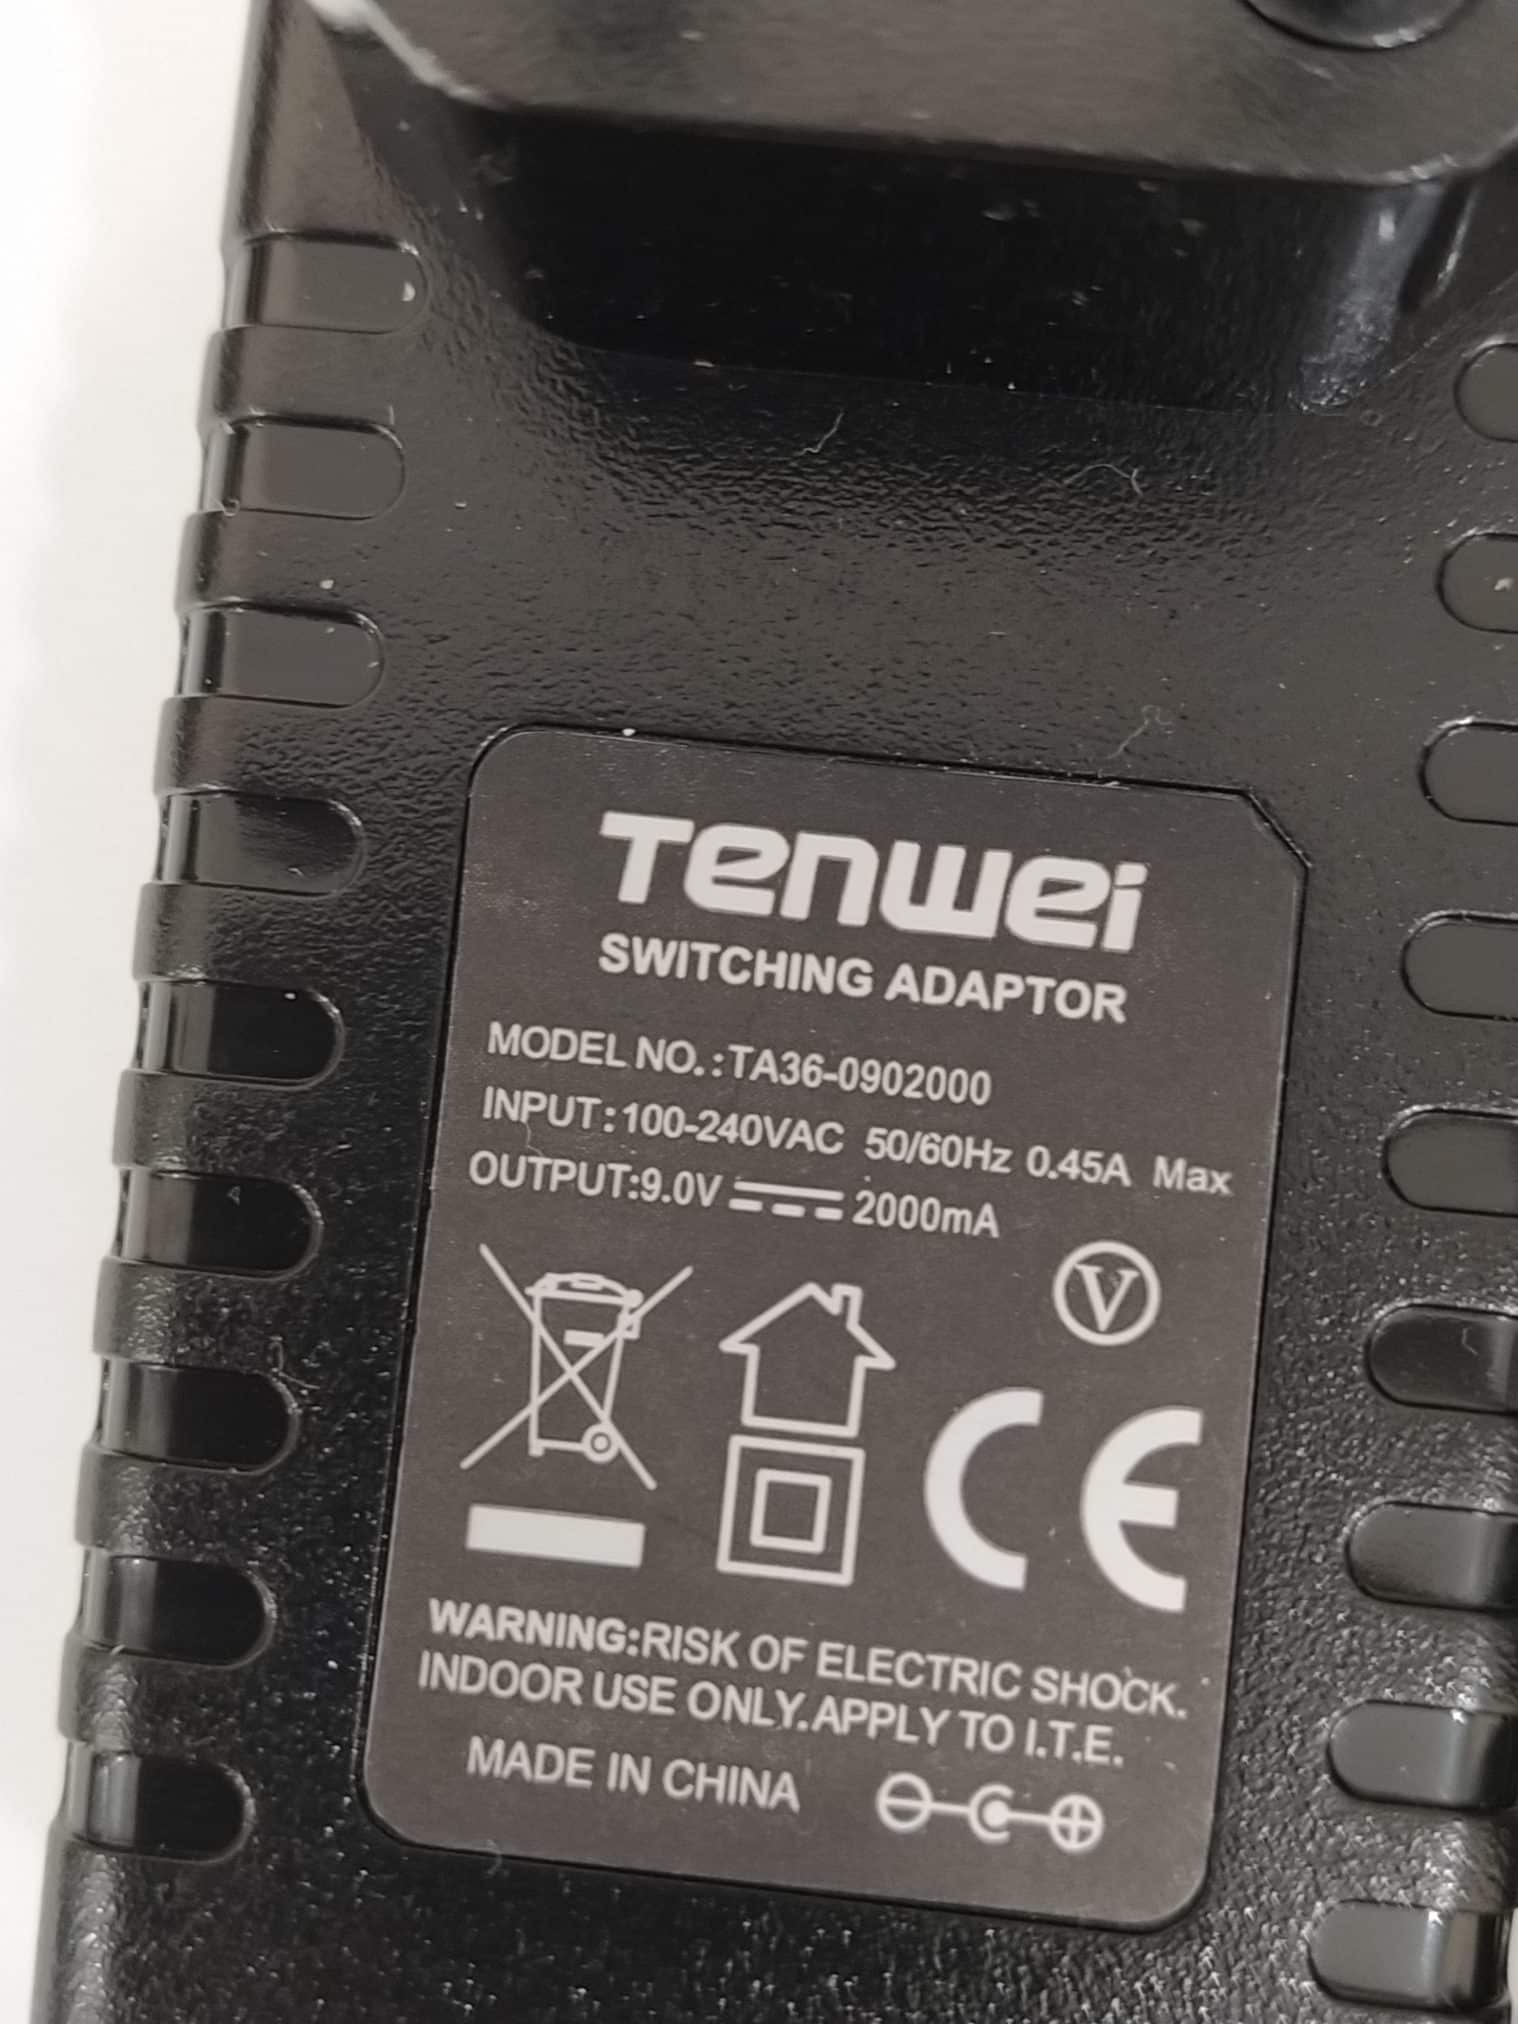 Tenwei
SWITCHING ADAPTOR
MODEL NO.:TA36-0902000
INPUT:100-240VAC 50/60Hz 0.45A Max
OUTPUT:9.0V 2000mA
V
CE
WARNING:RISK OF ELECTRIC SHOCK.
INDOOR USE ONLY.APPLY TO I.T.E.
MADE IN CHINA